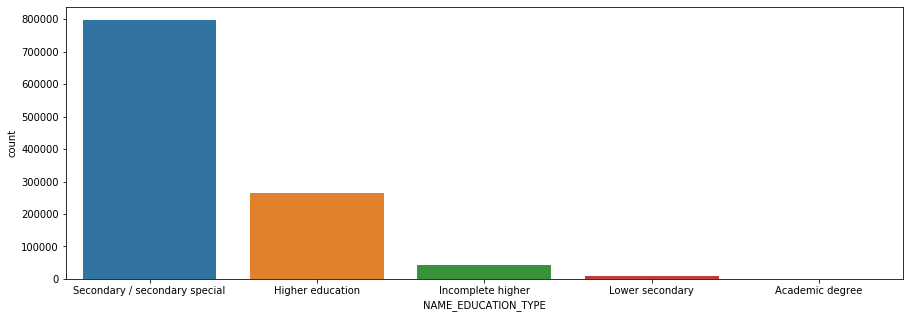 800000
700000
600000
500000
400000
300000
200000
100000
0
count
Secondary / secondary special
Higher education
Incomplete higher
Lower secondary
Academic degree
NAME_EDUCATION_TYPE